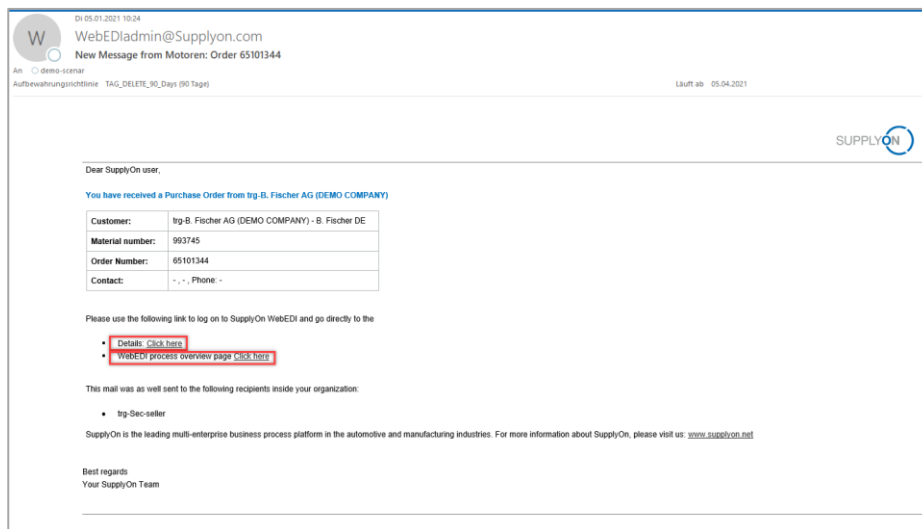 Di 05.01.2021 10:24
W
WebEDIadmin@Supplyon.com
New Message from Motoren: Order 65101344
An demo-scenar
Aufbewahrungsrichtlinie TAG_DELETE_90_Days (90 Tage) Läuft ab 05.04.2021
SUPPLYON
Dear SupplyOn user,
You have received a Purchase Order from trg-B. Fischer AG (DEMO COMPANY)
Customer: trg-B. Fischer AG (DEMO COMPANY) - B. Fischer DE
Material number: 993745
Order Number: 65101344
Contact: - , - , Phone: -
Please use the following link to log on to SupplyOn WebEDI and go directly to the
• Details: Click here
• WebEDI process overview page Click here
This mail was as well sent to the following recipients inside your organization:
• trg-Sec-seller
SupplyOn is the leading multi-enterprise business process platform in the automotive and manufacturing industries. For more information about SupplyOn, please visit us: www.supplyon.net
Best regards
Your SupplyOn Team